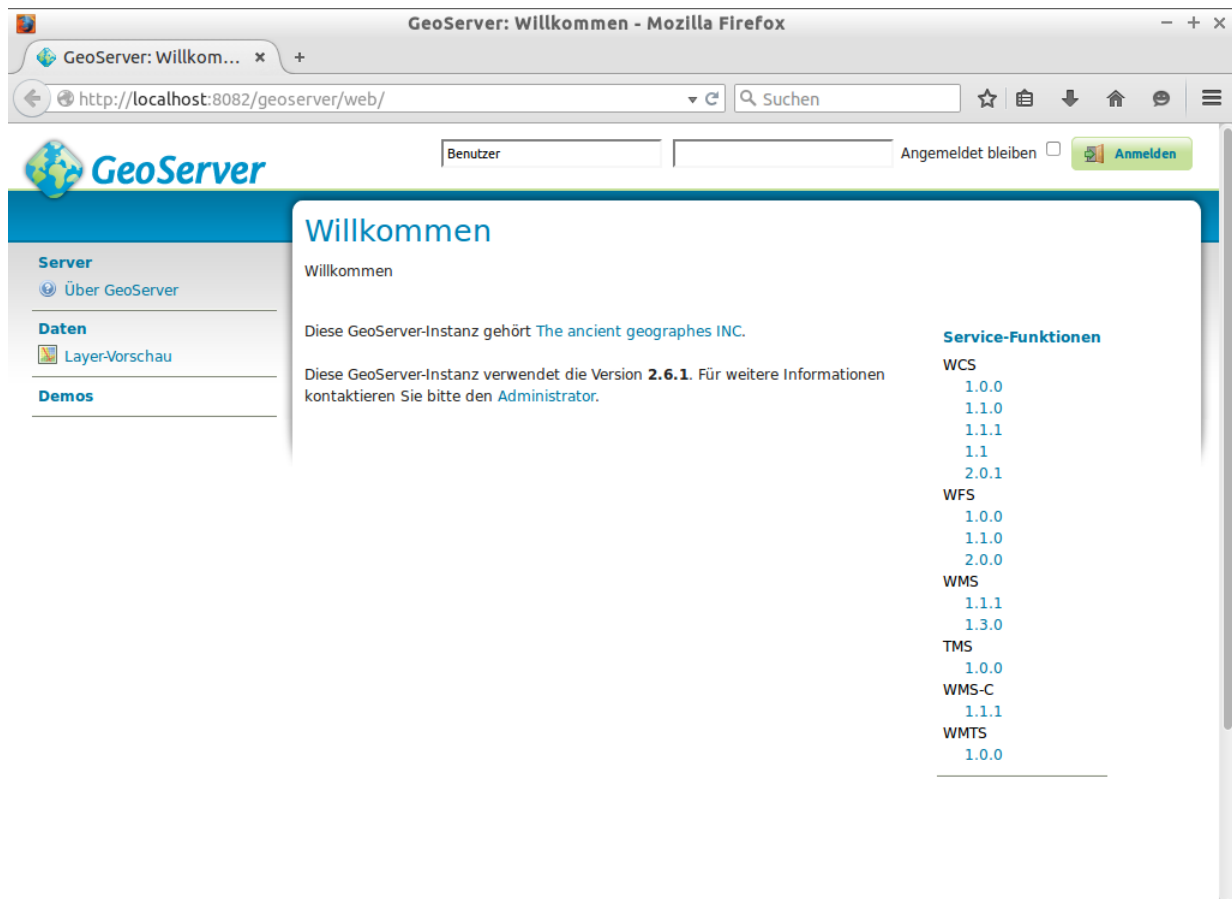 GeoServer: Willkommen - Mozilla Firefox
GeoServer: Willkom...
http://localhost:8082/geoserver/web/
Suchen
GeoServer
Benutzer
Angemeldet bleiben
Anmelden
Server
Über GeoServer
Daten
Layer-Vorschau
Demos
Willkommen
Willkommen
Diese GeoServer-Instanz gehört The ancient geographes INC.
Diese GeoServer-Instanz verwendet die Version 2.6.1. Für weitere Informationen
kontaktieren Sie bitte den Administrator.
Service-Funktionen
WCS
1.0.0
1.1.0
1.1.1
1.1
2.0.1
WFS
1.0.0
1.1.0
2.0.0
WMS
1.1.1
1.3.0
TMS
1.0.0
WMS-C
1.1.1
WMTS
1.0.0